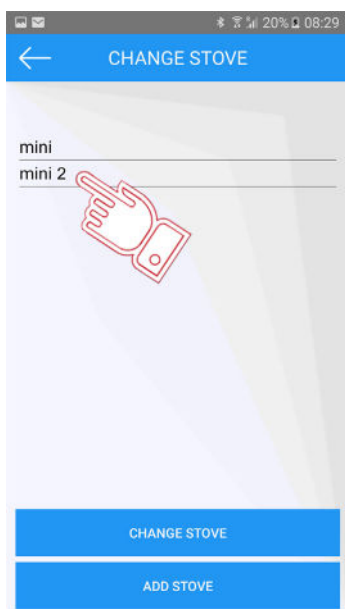 20% 08:29
CHANGE STOVE
mini
mini 2
CHANGE STOVE
ADD STOVE